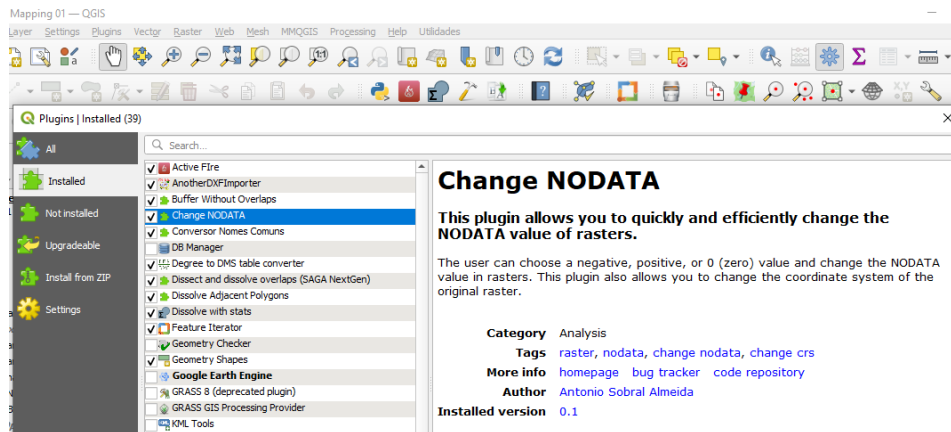 Mapping 01 — QGIS
Layer Settings Plugins Vector Raster Web Mesh MMQGIS Processing Help Utilidades
Plugins | Installed (39)
All
Installed
Not installed
Upgradeable
Install from ZIP
Settings
Search...
Active FIre
AnotherDXFImporter
Buffer Without Overlaps
Change NODATA
Conversor Nomes Comuns
DB Manager
Degree to DMS table converter
Dissect and dissolve overlaps (SAGA NextGen)
Dissolve Adjacent Polygons
Dissolve with stats
Feature Iterator
Geometry Checker
Geometry Shapes
Google Earth Engine
GRASS 8 (deprecated plugin)
GRASS GIS Processing Provider
KML Tools
Change NODATA
This plugin allows you to quickly and efficiently change the
NODATA value of rasters.
The user can choose a negative, positive, or 0 (zero) value and change the NODATA
value in rasters. This plugin also allows you to change the coordinate system of the
original raster.
Category Analysis
Tags raster, nodata, change nodata, change crs
More info homepage bug tracker code repository
Author Antonio Sobral Almeida
Installed version 0.1